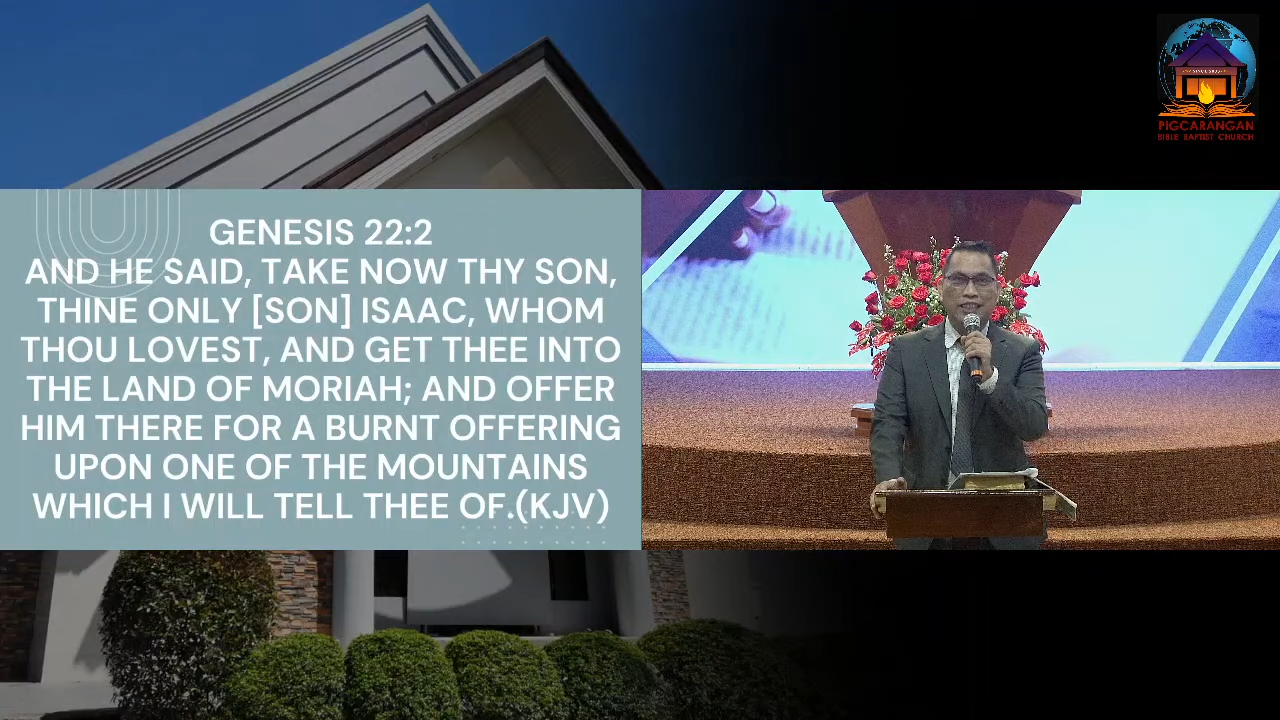 GENESIS 22:2
AND HE SAID, TAKE NOW THY SON,
THINE ONLY [SON] ISAAC, WHOM
THOU LOVEST, AND GET THEE INTO
THE LAND OF MORIAH; AND OFFER
HIM THERE FOR A BURNT OFFERING
UPON ONE OF THE MOUNTAINS
WHICH I WILL TELL THEE OF.(KJV)
PIGCARANGAN
BIBLE BAPTIST CHURCH